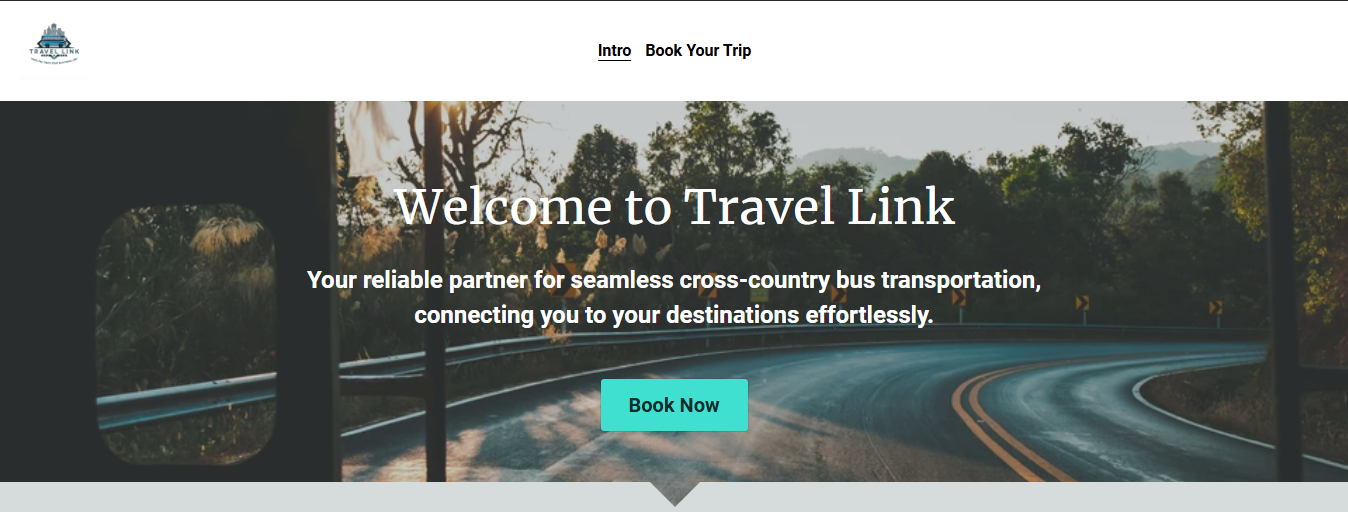 TRAVEL LINK
Intro
Book Your Trip
Welcome to Travel Link
Your reliable partner for seamless cross-country bus transportation,
connecting you to your destinations effortlessly.
Book Now